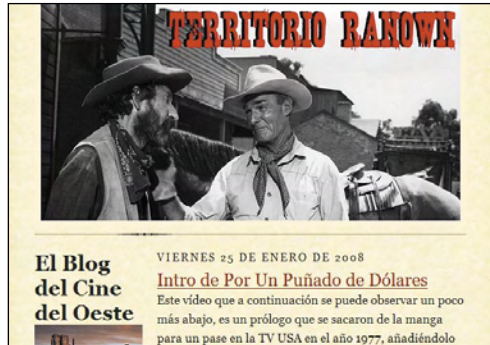 TERRITORIO RANOWN
El Blog
del Cine
del Oeste
VIERNES 25 DE ENERO DE 2008
Intro de Por Un Puñado de Dólares
Este vídeo que a continuación se puede observar un poco
más abajo, es un prólogo que se sacaron de la manga
para un pase en la TV USA en el año 1977, añadiéndolo